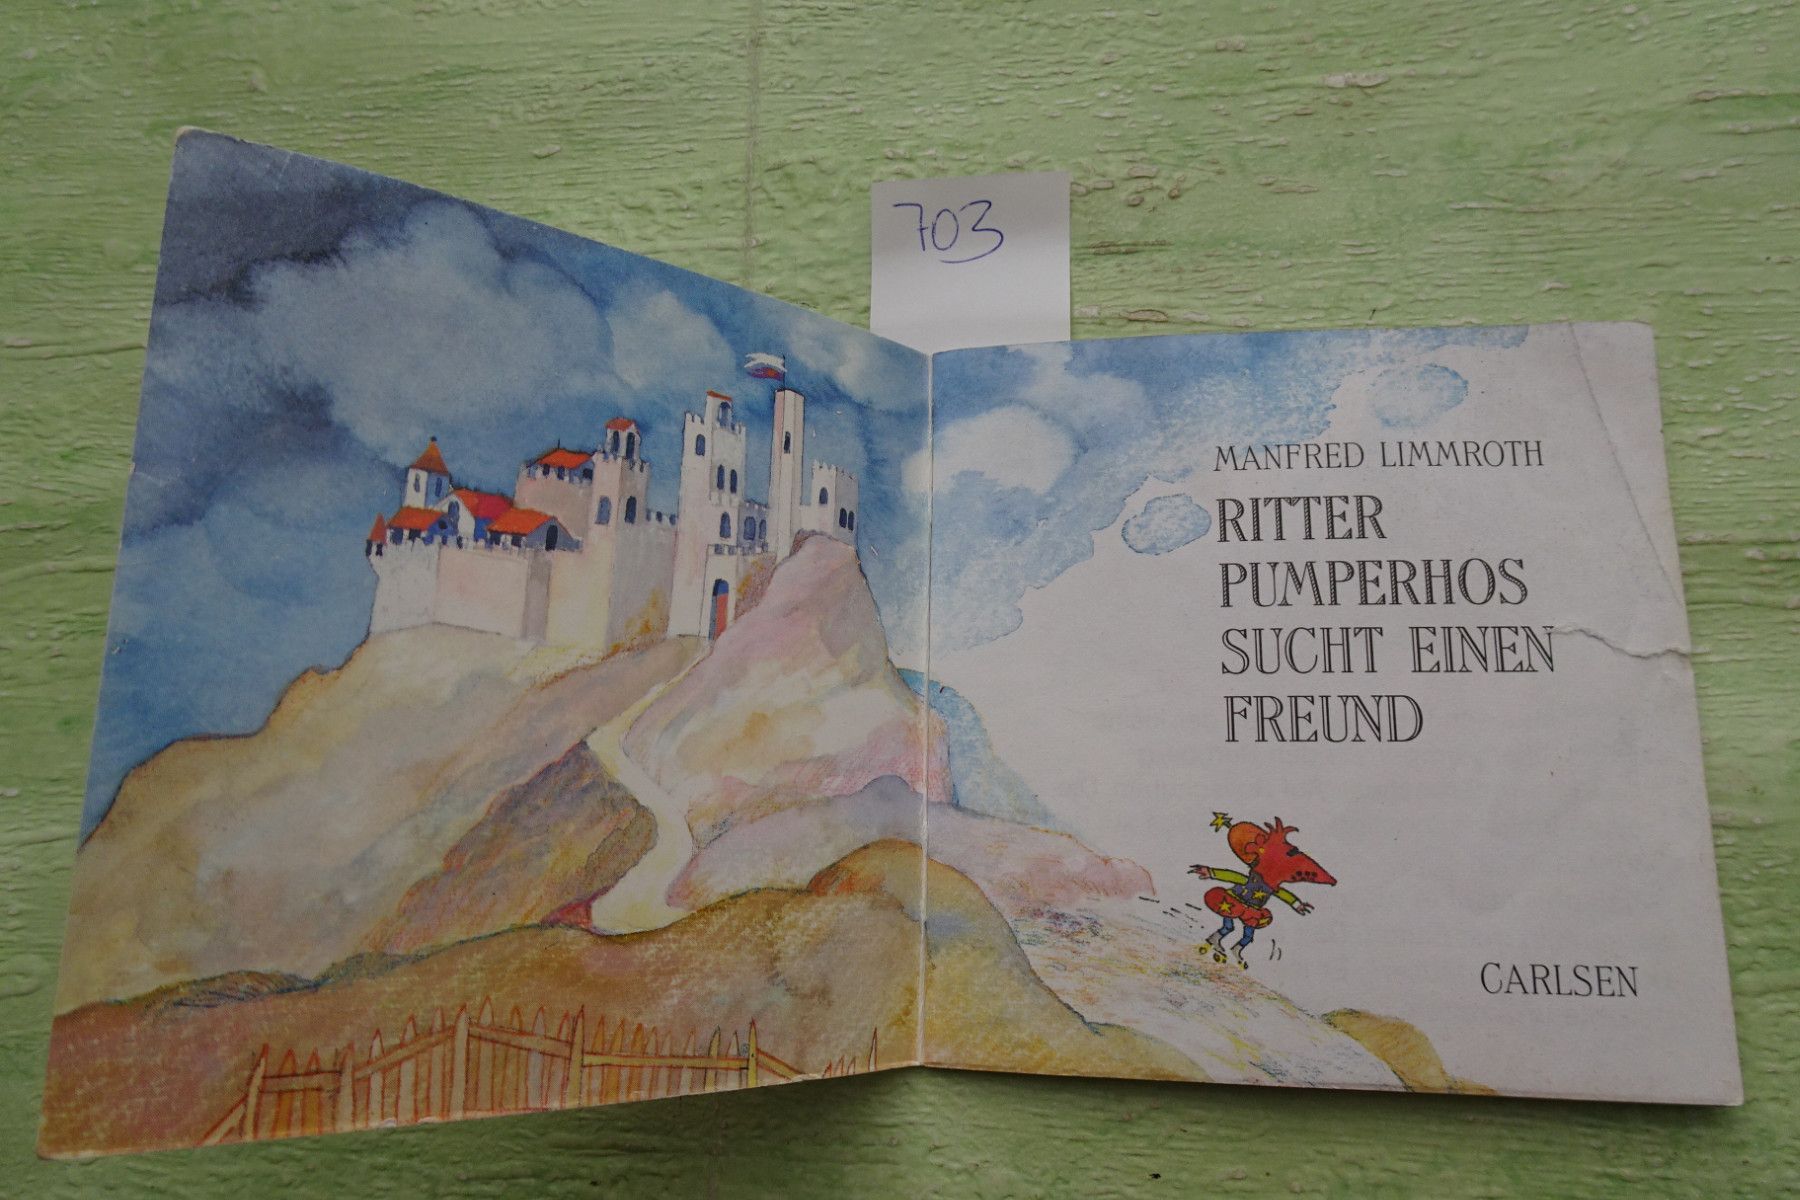 703
MANFRED LIMMROTH
RITTER
PUMPERHOS
SUCHT EINEN
FREUND
CARLSEN